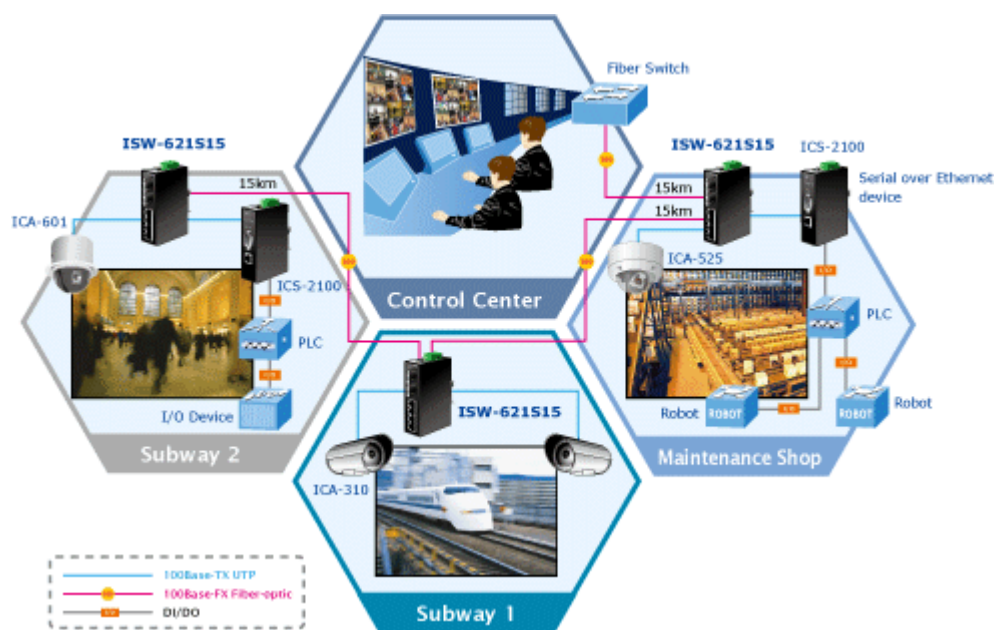 Fiber Switch
ISW-621S15
ISW-621S15
ICS-2100
15km
15km
15km
Serial over Ethernet
device
ICA-601
ICS-2100
ICA-525
Control Center
PLC
PLC
I/O Device
Robot
ROBOT
ROBOT
Robot
ISW-621S15
Subway 2
Maintenance Shop
ICA-310
100Base-TX UTP
100Base-FX Fiber-optic
DI/DO
Subway 1